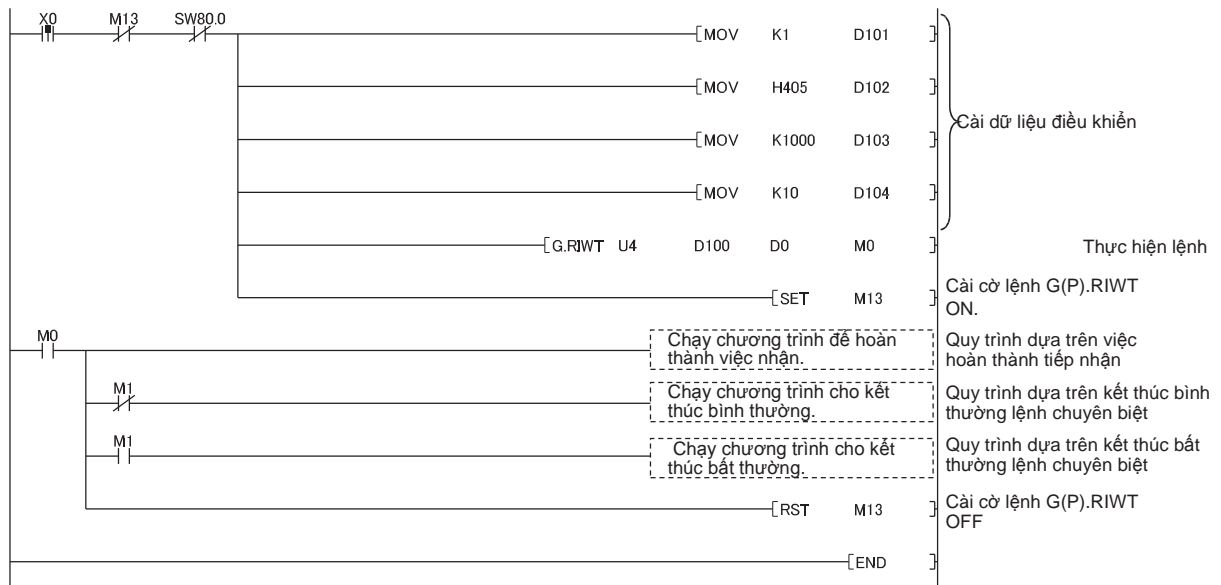 X0 M13 SW80.0
[MOV K1 D101 ]
[MOV H405 D102 ]
Cài dữ liệu điều khiển
[MOV K1000 D103 ]
[MOV K10 D104 ]
[G.RIWT U4 D100 D0 M0 ]
Thực hiện lệnh
[SET M13 ]
Cài cờ lệnh G(P).RIWT
ON.
M0
Chạy chương trình để hoàn
thành việc nhận.
Quy trình dựa trên việc
hoàn thành tiếp nhận
M1
Chạy chương trình cho kết
thúc bình thường.
Quy trình dựa trên kết thúc bình
thường lệnh chuyên biệt
M1
Chạy chương trình cho kết
thúc bất thường.
Quy trình dựa trên kết thúc bất
thường lệnh chuyên biệt
[RST M13 ]
Cài cờ lệnh G(P).RIWT
OFF
[END ]